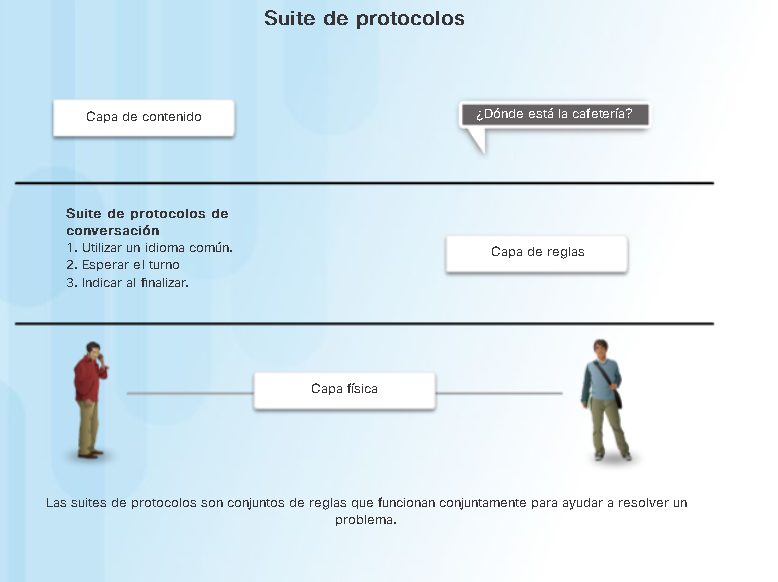 Suite de protocolos
Capa de contenido
¿Dónde está la cafetería?
Suite de protocolos de
conversación
1. Utilizar un idioma común.
2. Esperar el turno
3. Indicar al finalizar.
Capa de reglas
Capa física
Las suites de protocolos son conjuntos de reglas que funcionan conjuntamente para ayudar a resolver un
problema.